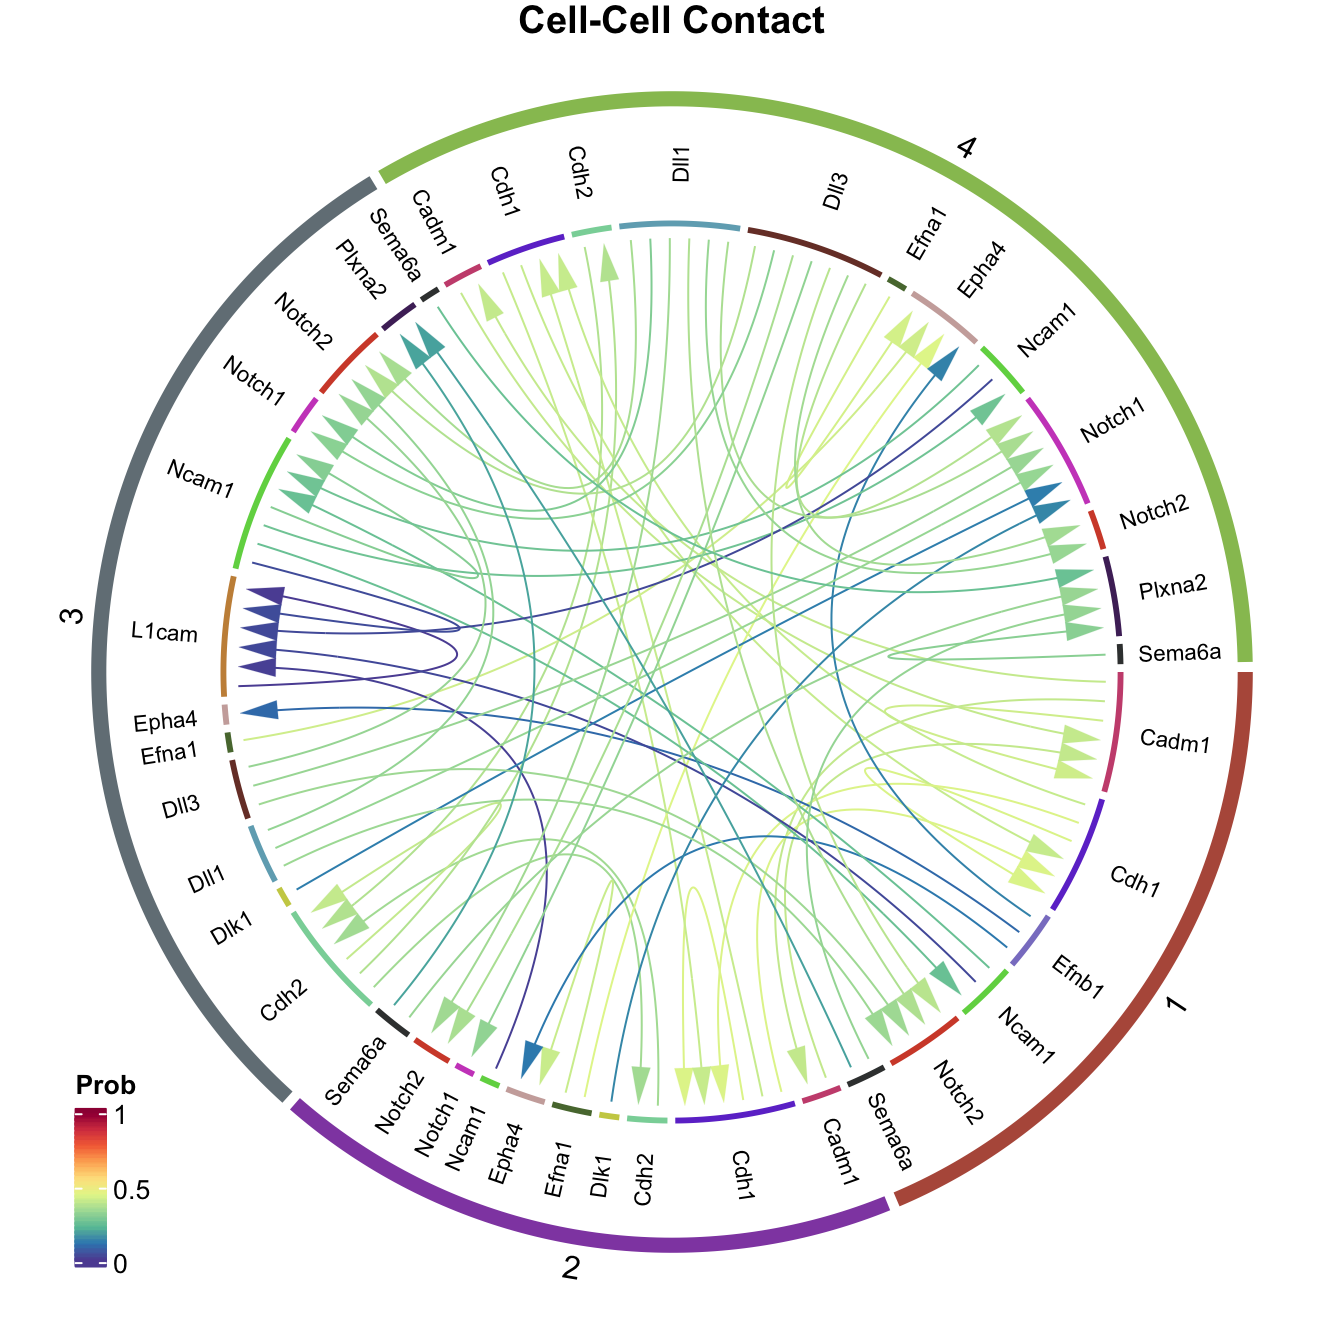 Cell-Cell Contact
4
Cadm1
Cdh1
Cdh2
Dll1
Dll3
Efna1
Epha4
Ncam1
Notch1
Notch2
Plxna2
Sema6a
1
Cadm1
Cdh1
Efnb1
Ncam1
Notch2
Sema6a
2
Cadm1
Cdh1
Cdh2
Dlk1
Efna1
Epha4
Ncam1
Notch1
Notch2
Sema6a
3
Cdh2
Dlk1
Dll1
Dll3
Efna1
Epha4
L1cam
Ncam1
Notch1
Notch2
Plxna2
Sema6a
Prob
1
0.5
0